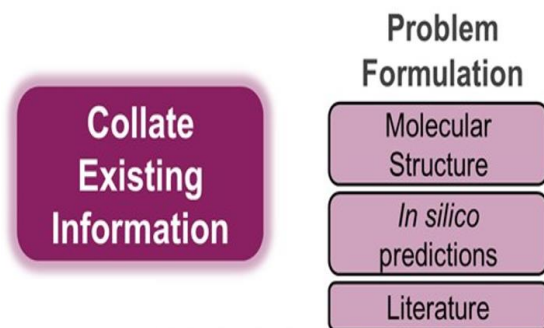 Collate
Existing
Information
Problem
Formulation
Molecular
Structure
In silico
predictions
Literature